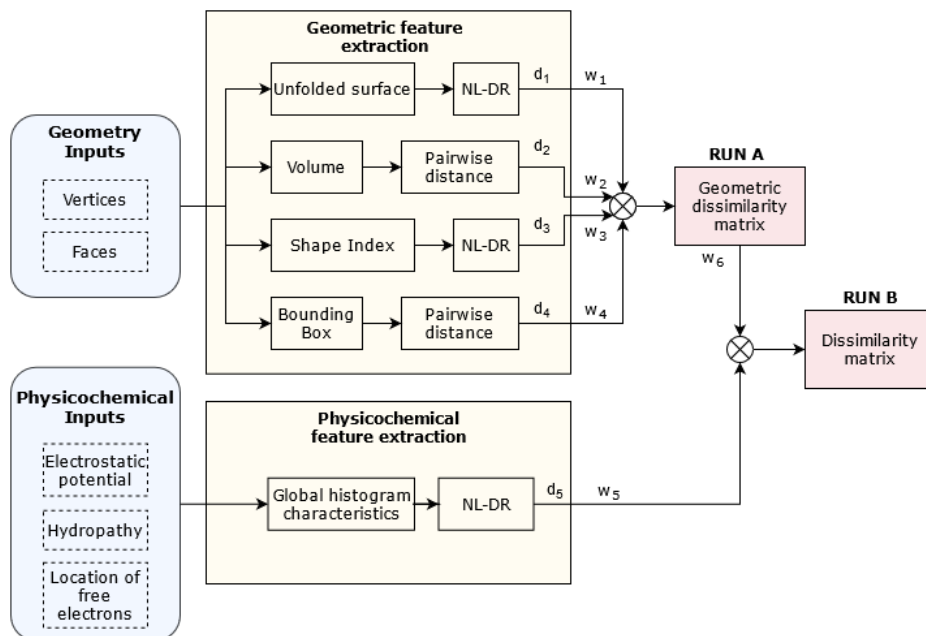 Geometry
Inputs
Vertices
Faces
Geometric feature
extraction
Unfolded surface
NL-DR
d1
w1
Volume
Pairwise
distance
d2
w2
Shape Index
NL-DR
d3
w3
Bounding
Box
Pairwise
distance
d4
w4
RUN A
Geometric
dissimilarity
matrix
w6
RUN B
Dissimilarity
matrix
Physicochemical
Inputs
Electrostatic
potential
Hydropathy
Location of
free
electrons
Physicochemical
feature extraction
Global histogram
characteristics
NL-DR
d5
w5